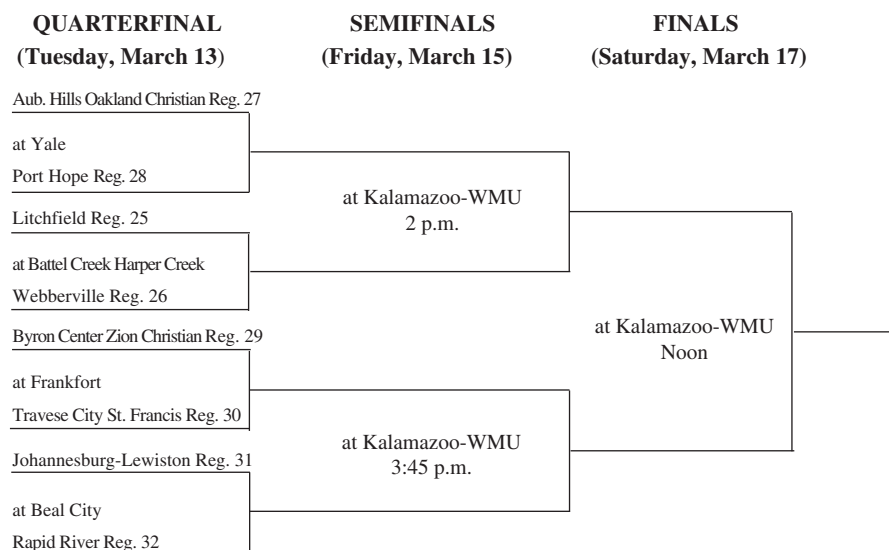 QUARTERFINAL
(Tuesday, March 13)
SEMIFINALS
(Friday, March 15)
FINALS
(Saturday, March 17)
Aub. Hills Oakland Christian Reg. 27
at Yale
Port Hope Reg. 28
Litchfield Reg. 25
at Battel Creek Harper Creek
Webberville Reg. 26
Byron Center Zion Christian Reg. 29
at Frankfort
Travese City St. Francis Reg. 30
Johannesburg-Lewiston Reg. 31
at Beal City
Rapid River Reg. 32
at Kalamazoo-WMU
2 p.m.
at Kalamazoo-WMU
3:45 p.m.
at Kalamazoo-WMU
Noon